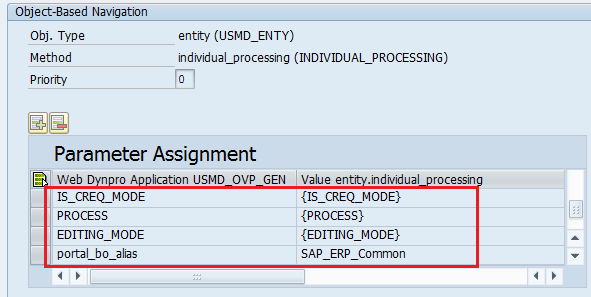 Object-Based Navigation
Obj. Type entity (USMD_ENTY)
Method individual_processing (INDIVIDUAL_PROCESSING)
Priority 0
Parameter Assignment
Web Dynpro Application USMD_OVP_GEN Value entity.individual_processing
IS_CREQ_MODE {IS_CREQ_MODE}
PROCESS {PROCESS}
EDITING_MODE {EDITING_MODE}
portal_bo_alias SAP_ERP_Common